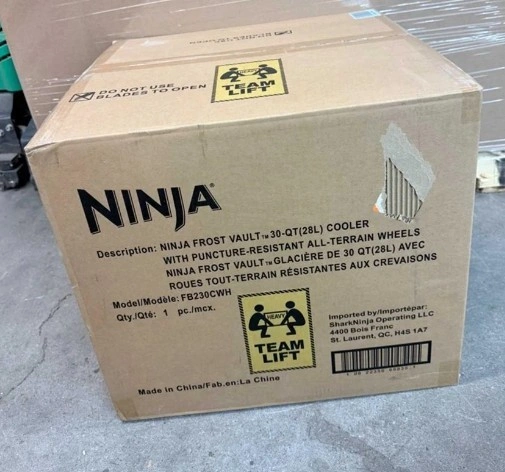 DO NOT USE
BLADES TO OPEN
HEAVY
TEAM
LIFT
NINJA®
Description: NINJA FROST VAULT™ 30-QT(28L) COOLER
WITH PUNCTURE-RESISTANT ALL-TERRAIN WHEELS
NINJA FROST VAULT™ GLACIÈRE DE 30 QT(28L) AVEC
ROUES TOUT-TERRAIN RÉSISTANTES AUX CREVAISONS
Model/Modèle: FB230CWH
Qty./Qté: 1 pc./mcx.
HEAVY
TEAM
LIFT
Imported by/Importépar:
SharkNinja Operating LLC
4400 Bois Franc
St. Laurent, QC, H4S 1A7
Made in China/Fab.en:La Chine